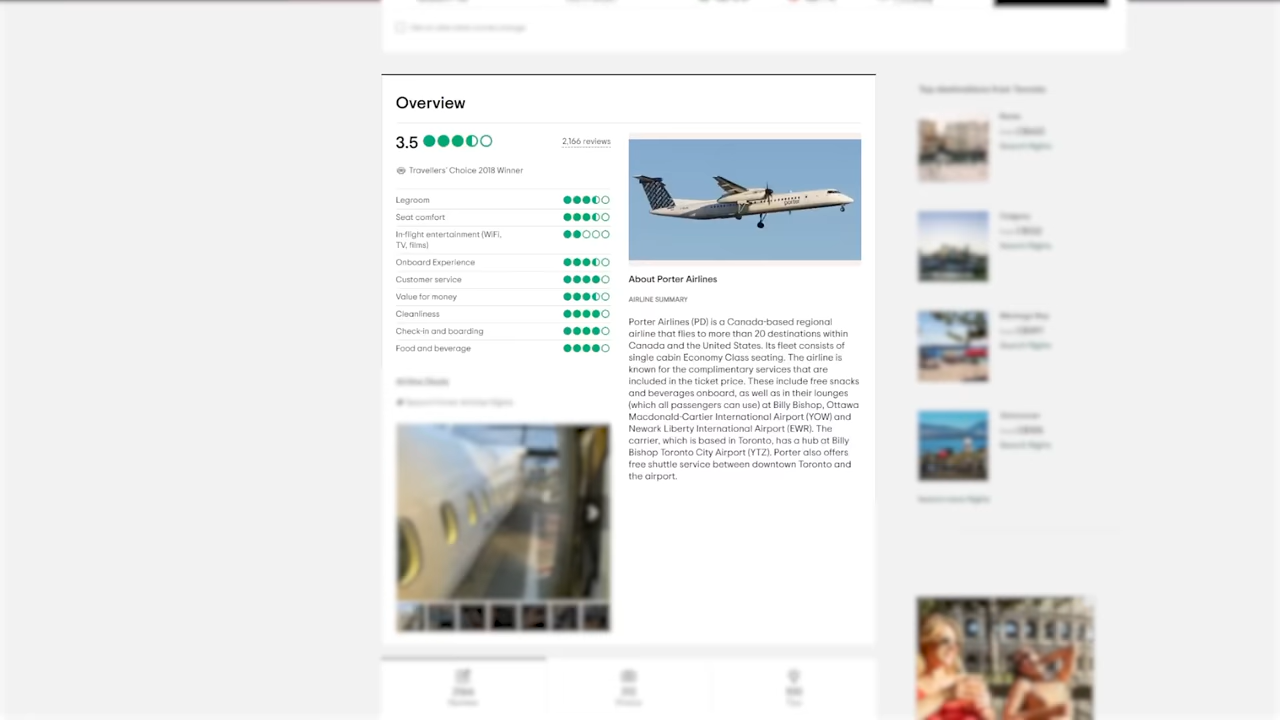 Overview
3.5
2,166 reviews
Travellers' Choice 2018 Winner
Legroom
Seat comfort
In-flight entertainment (WiFi,
TV, films)
Onboard Experience
Customer service
Value for money
Cleanliness
Check-in and boarding
Food and beverage
porter
About Porter Airlines
AIRLINE SUMMARY
Porter Airlines (PD) is a Canada-based regional
airline that flies to more than 20 destinations within
Canada and the United States. Its fleet consists of
single cabin Economy Class seating. The airline is
known for the complimentary services that are
included in the ticket price. These include free snacks
and beverages onboard, as well as in their lounges
(which all passengers can use) at Billy Bishop, Ottawa
Macdonald-Cartier International Airport (YOW) and
Newark Liberty International Airport (EWR). The
carrier, which is based in Toronto, has a hub at Billy
Bishop Toronto City Airport (YTZ). Porter also offers
free shuttle service between downtown Toronto and
the airport.